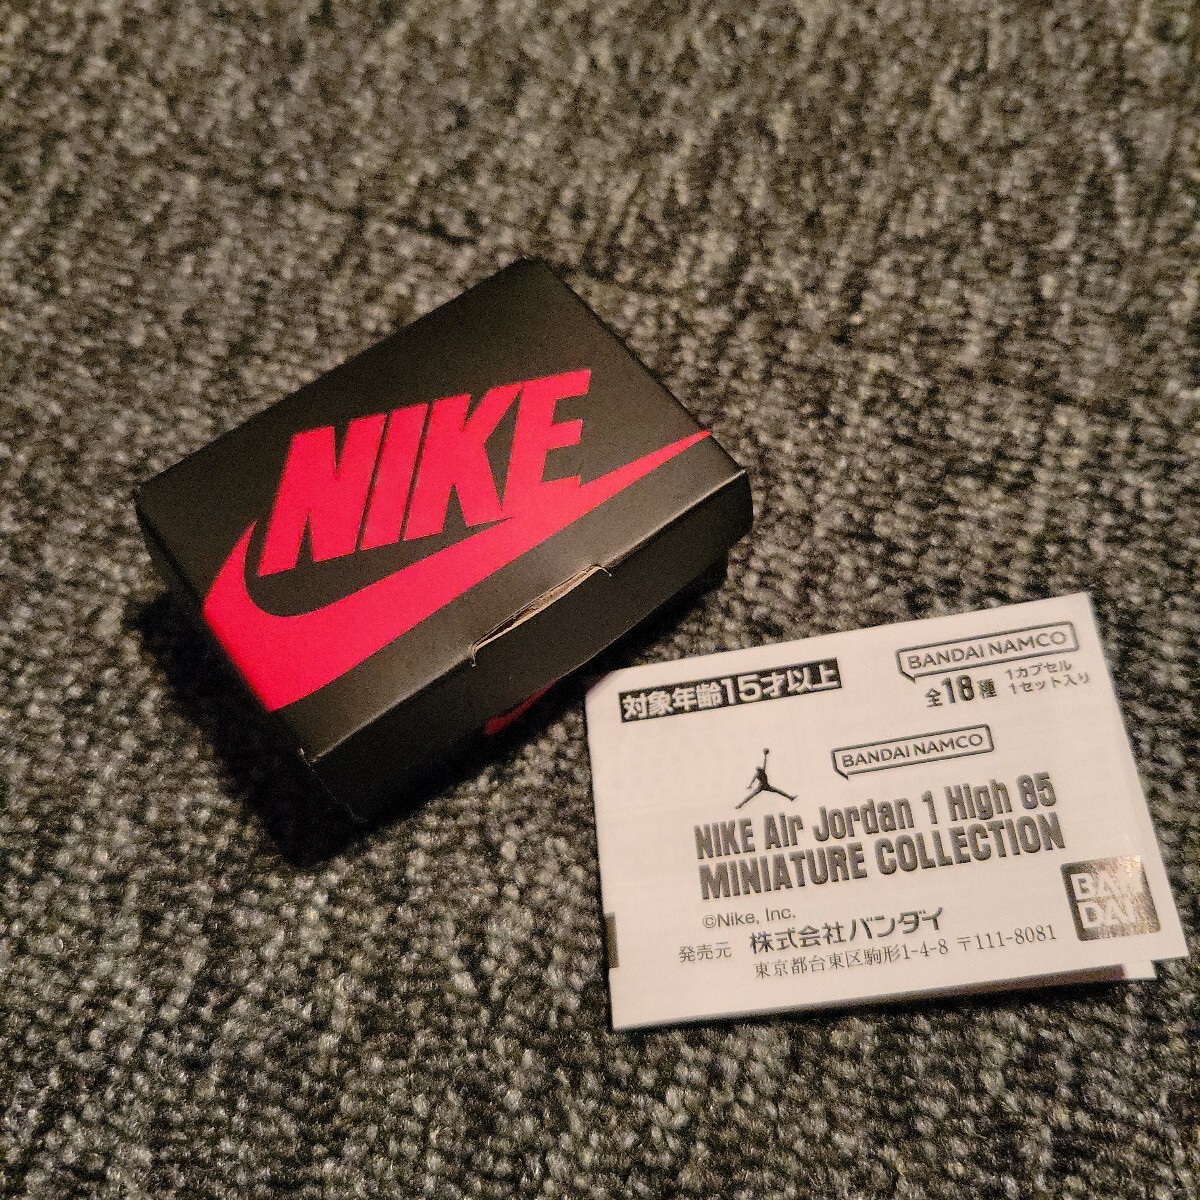 NIKE
対象年齢15才以上
BANDAI NAMCO
全18種 1カプセル
1セット入り
BANDAI NAMCO
NIKE Air Jordan 1 High 85
MINIATURE COLLECTION
©Nike, Inc.
発売元 株式会社バンダイ
東京都台東区駒形1-4-8 〒111-8081
BAN
DAI